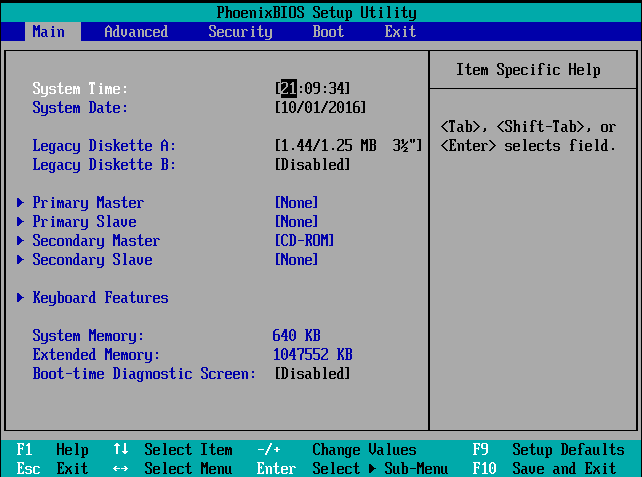 PhoenixBIOS Setup Utility
Main Advanced Security Boot Exit
System Time: [21:09:34]
System Date: [10/01/2016]
Legacy Diskette A: [1.44/1.25 MB 3½"]
Legacy Diskette B: [Disabled]
▶ Primary Master [None]
▶ Primary Slave [None]
▶ Secondary Master [CD-ROM]
▶ Secondary Slave [None]
▶ Keyboard Features
System Memory: 640 KB
Extended Memory: 1047552 KB
Boot-time Diagnostic Screen: [Disabled]
Item Specific Help
<Tab>, <Shift-Tab>, or
<Enter> selects field.
F1 Help ↑↓ Select Item -/+ Change Values F9 Setup Defaults
Esc Exit ↔ Select Menu Enter Select ▶ Sub-Menu F10 Save and Exit